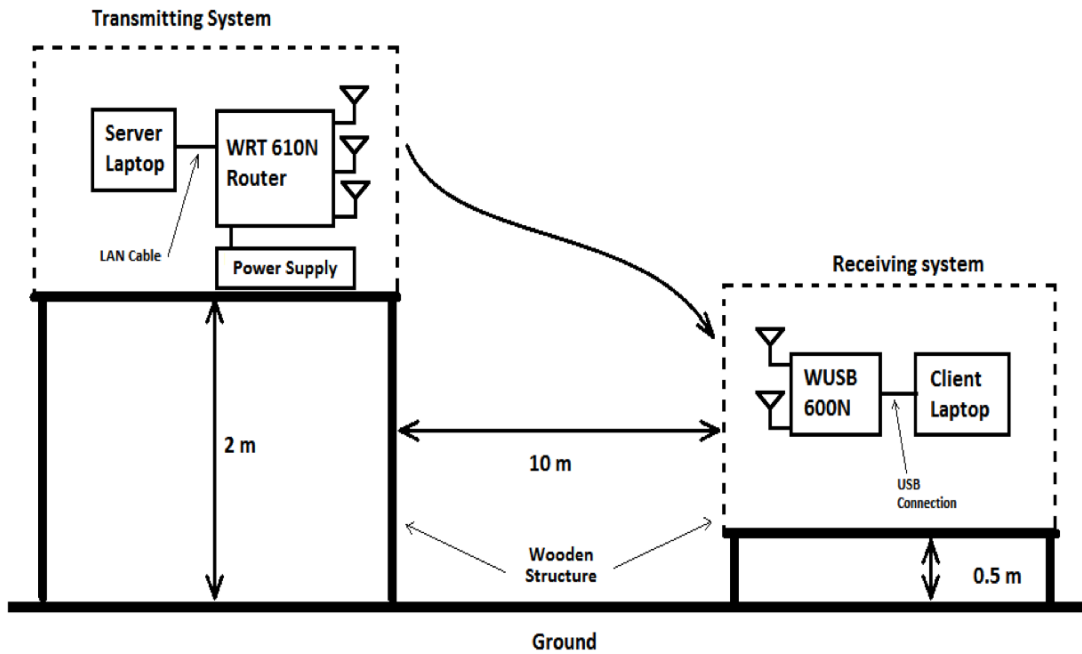 Transmitting System
Server
Laptop
WRT 610N
Router
LAN Cable
Power Supply
Receiving system
WUSB
600N
Client
Laptop
USB
Connection
2 m
10 m
Wooden
Structure
0.5 m
Ground